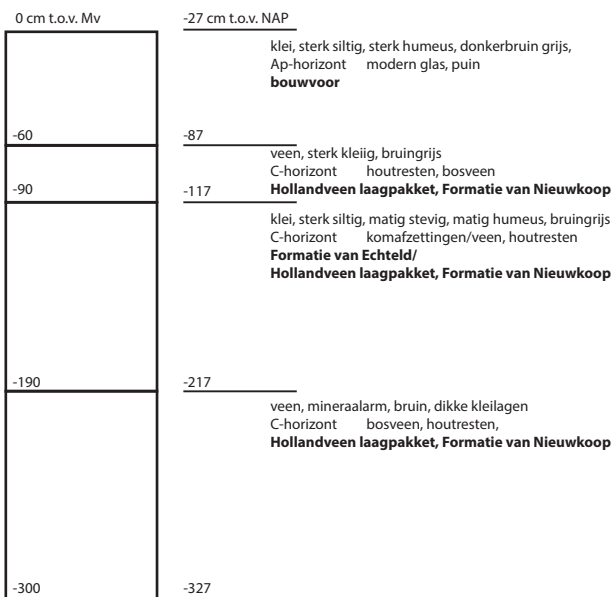 0 cm t.o.v. Mv -27 cm t.o.v. NAP
klei, sterk siltig, sterk humeus, donkerbruin grijs,
Ap-horizont modern glas, puin
bouwvoor
-60 -87
veen, sterk kleiig, bruingrijs
C-horizont houtresten, bosveen
-90 -117 Hollandveen laagpakket, Formatie van Nieuwkoop
klei, sterk siltig, matig stevig, matig humeus, bruingrijs
C-horizont komafzettingen/veen, houtresten
Formatie van Echteld/
Hollandveen laagpakket, Formatie van Nieuwkoop
-190 -217
veen, mineraalarm, bruin, dikke kleilagen
C-horizont bosveen, houtresten,
Hollandveen laagpakket, Formatie van Nieuwkoop
-300 -327